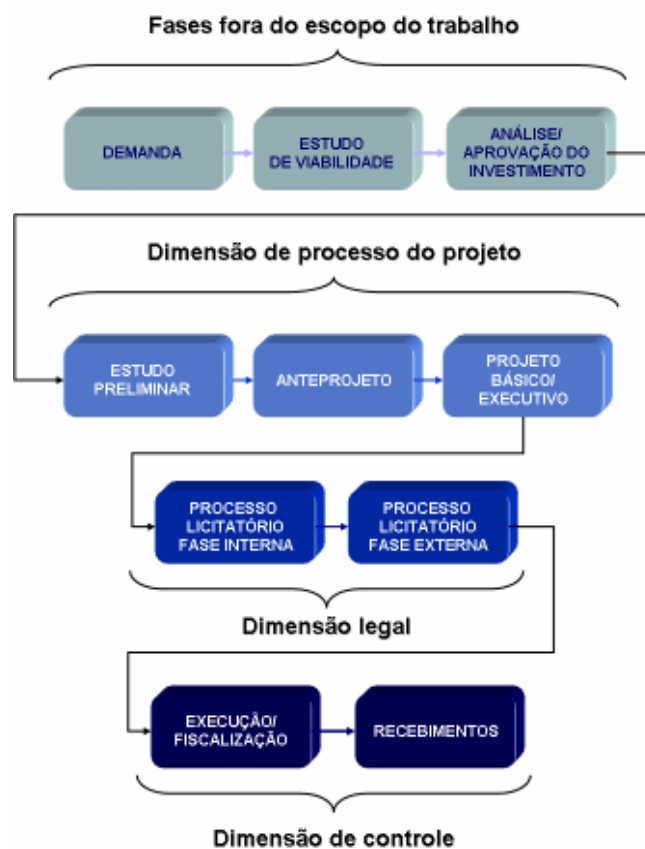 Fases fora do escopo do trabalho
DEMANDA
ESTUDO
DE VIABILIDADE
ANÁLISE/
APROVAÇÃO DO
INVESTIMENTO
Dimensão de processo do projeto
ESTUDO
PRELIMINAR
ANTEPROJETO
PROJETO
BÁSICO/
EXECUTIVO
PROCESSO
LICITATÓRIO
FASE INTERNA
PROCESSO
LICITATÓRIO
FASE EXTERNA
Dimensão legal
EXECUÇÃO/
FISCALIZAÇÃO
RECEBIMENTOS
Dimensão de controle